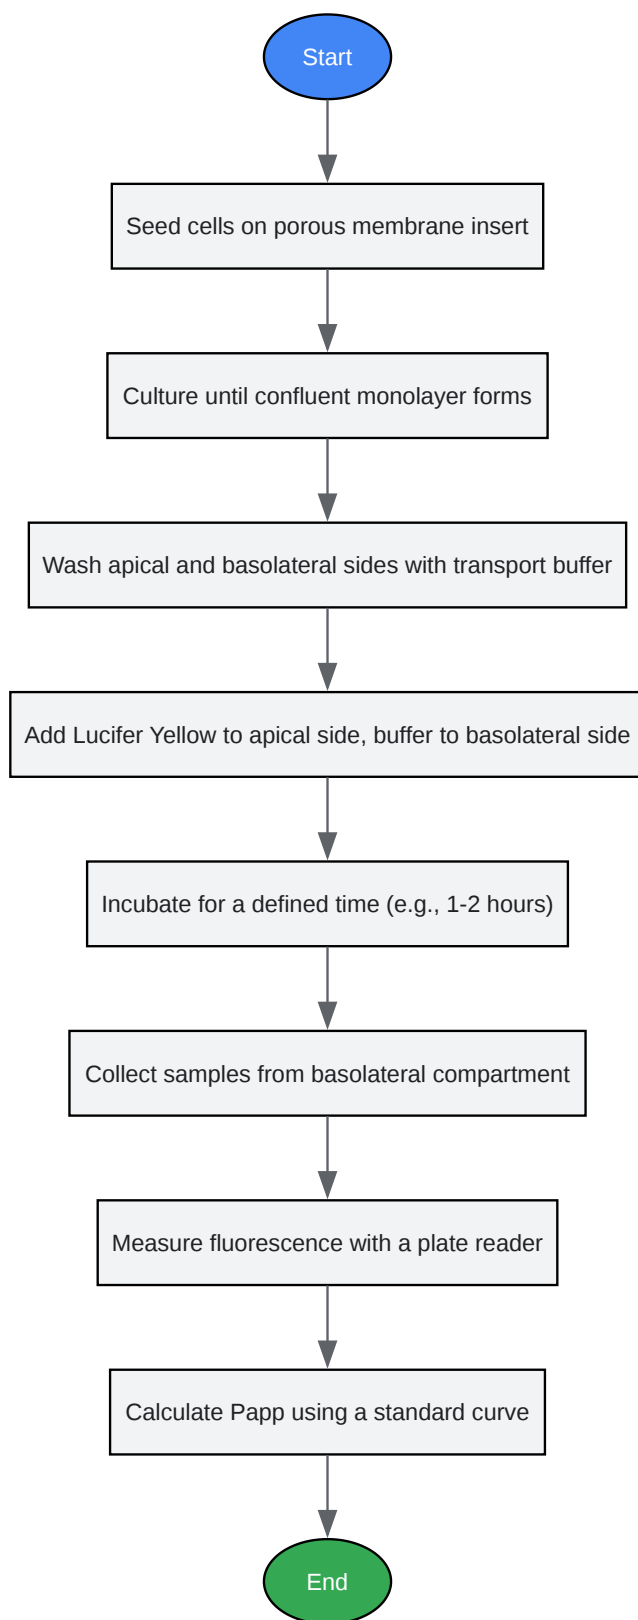 Start
Seed cells on porous membrane insert
Culture until confluent monolayer forms
Wash apical and basolateral sides with transport buffer
Add Lucifer Yellow to apical side, buffer to basolateral side
Incubate for a defined time (e.g., 1-2 hours)
Collect samples from basolateral compartment
Measure fluorescence with a plate reader
Calculate Papp using a standard curve
End